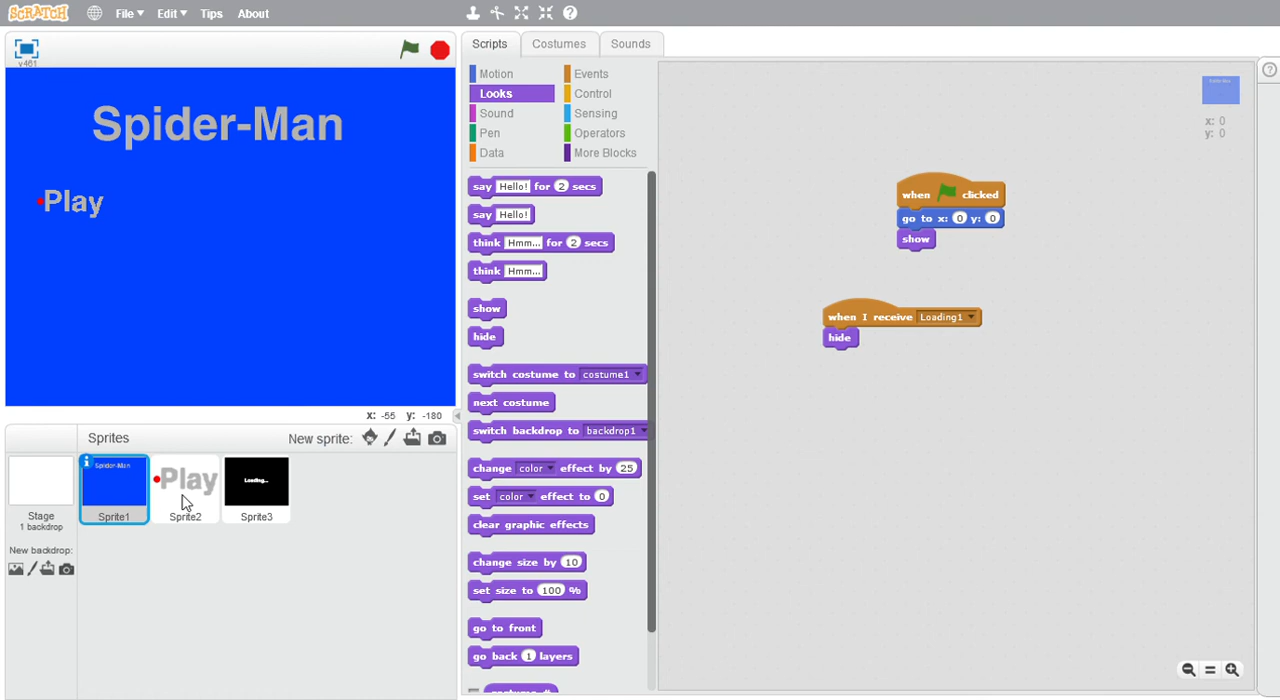 SCRATCH File Edit Tips About
v461
Spider-Man
Play
x: -55 y: -180
Sprites New sprite:
Stage
1 backdrop
New backdrop:
Spider-Man
Sprite1
Play
Sprite2
Loading...
Sprite3
Scripts Costumes Sounds
Motion Events
Looks Control
Sound Sensing
Pen Operators
Data More Blocks
say Hello! for 2 secs
say Hello!
think Hmm... for 2 secs
think Hmm...
show
hide
switch costume to costume1
next costume
switch backdrop to backdrop1
change color effect by 25
set color effect to 0
clear graphic effects
change size by 10
set size to 100 %
go to front
go back 1 layers
costume #
when clicked
go to x: 0 y: 0
show
when I receive Loading1
hide
Spider-Man
x: 0
y: 0